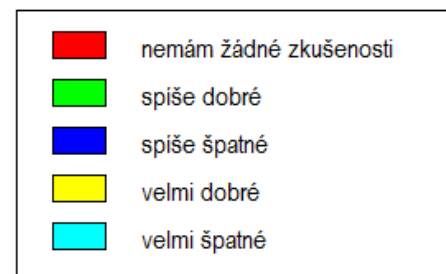 nemám žádné zkušenosti
spíše dobré
spíše špatné
velmi dobré
velmi špatné